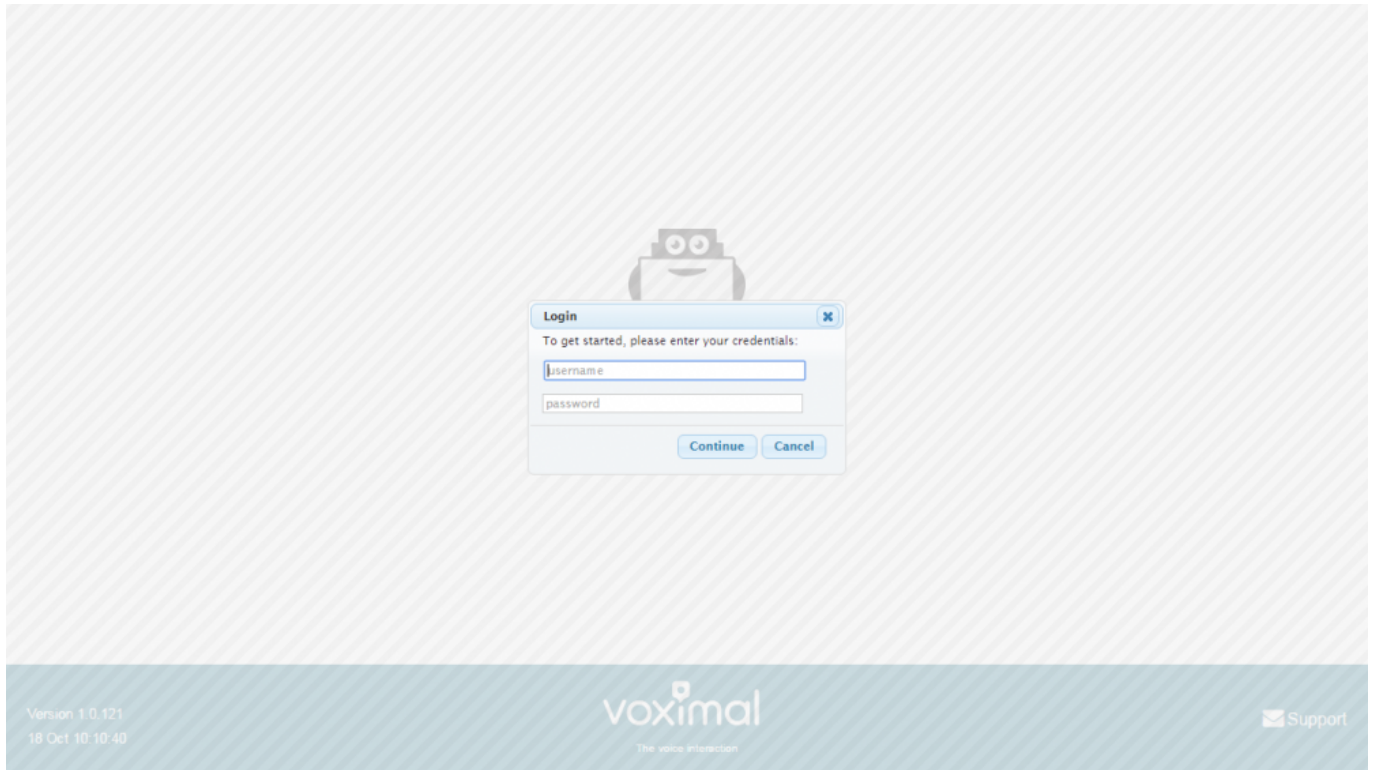 Login
To get started, please enter your credentials:
username
password
Continue Cancel
Version 1.0.121
18 Oct 10:10:40
voximal
The voice interaction
Support